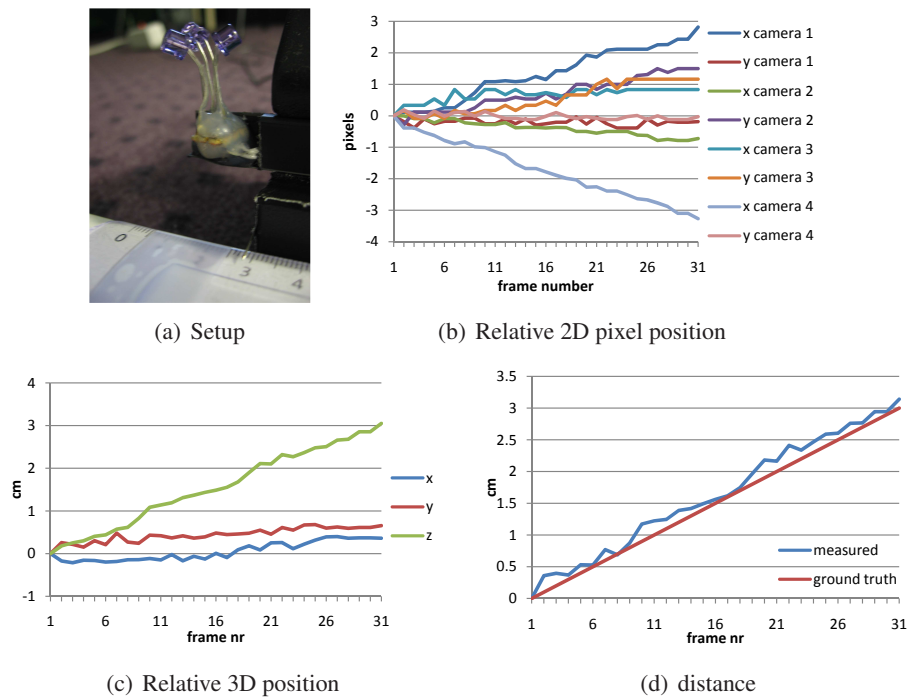 0
3
4
(a) Setup
pixels
3
2
1
0
-1
-2
-3
-4
1 6 11 16 21 26 31
frame number
x camera 1
y camera 1
x camera 2
y camera 2
x camera 3
y camera 3
x camera 4
y camera 4
(b) Relative 2D pixel position
cm
4
3
2
1
0
-1
1 6 11 16 21 26 31
frame nr
x
y
z
(c) Relative 3D position
cm
3.5
3
2.5
2
1.5
1
0.5
0
1 6 11 16 21 26 31
frame nr
measured
ground truth
(d) distance